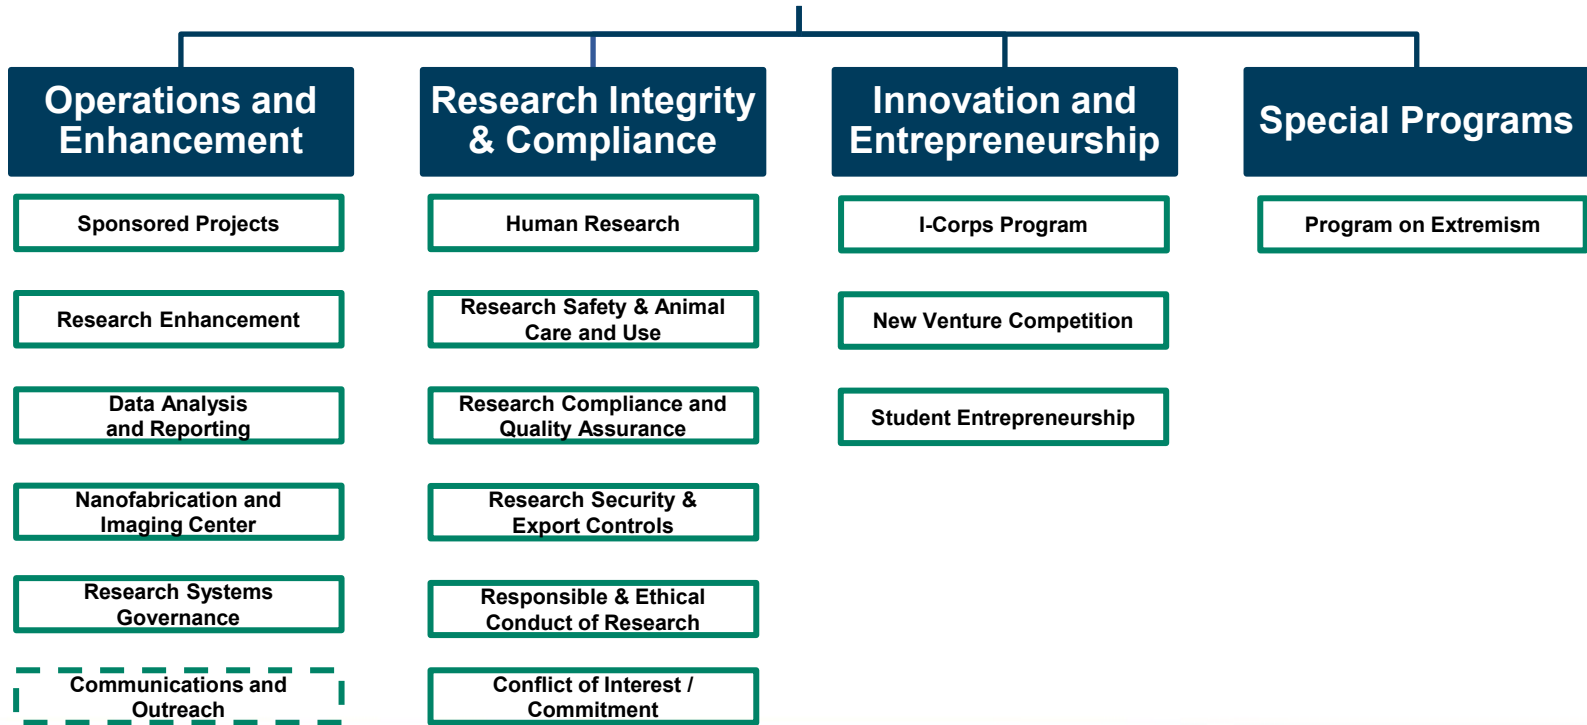 Operations and
Enhancement
Sponsored Projects
Research Enhancement
Data Analysis
and Reporting
Nanofabrication and
Imaging Center
Research Systems
Governance
Communications and
Outreach
Research Integrity
& Compliance
Human Research
Research Safety & Animal
Care and Use
Research Compliance and
Quality Assurance
Research Security &
Export Controls
Responsible & Ethical
Conduct of Research
Conflict of Interest /
Commitment
Innovation and
Entrepreneurship
I-Corps Program
New Venture Competition
Student Entrepreneurship
Special Programs
Program on Extremism